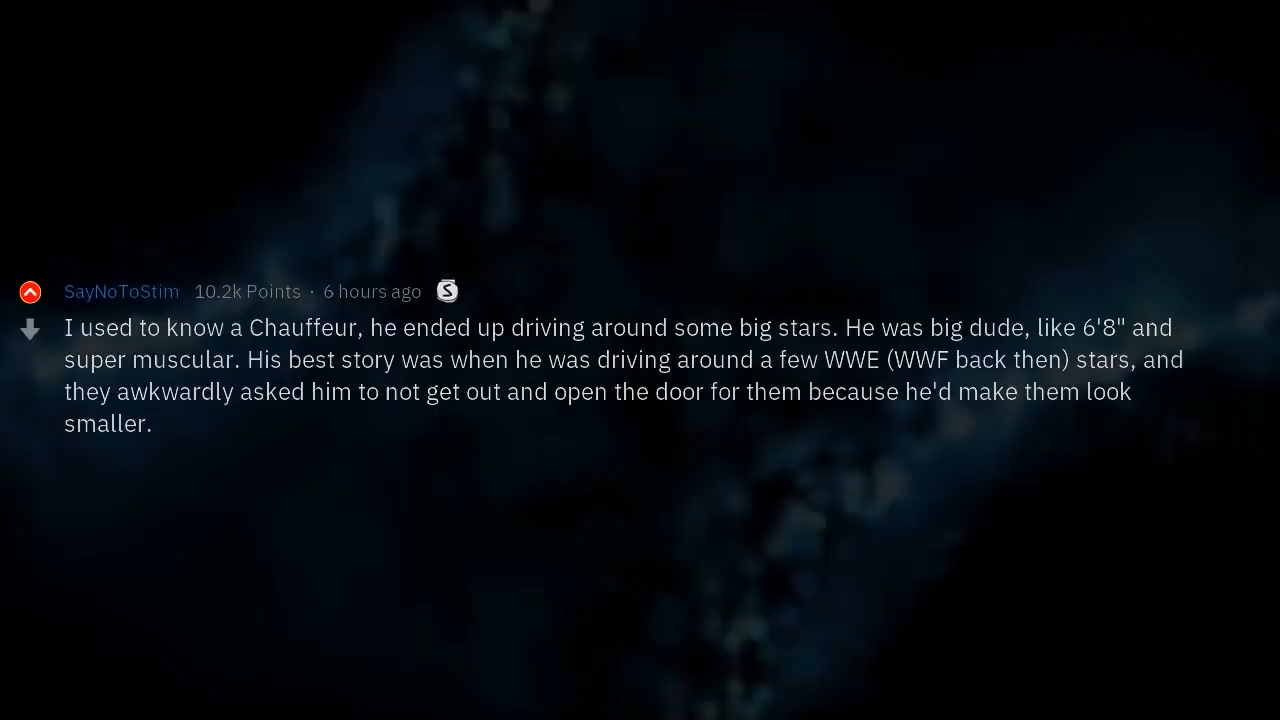 SayNoToStim 10.2k Points · 6 hours ago S
I used to know a Chauffeur, he ended up driving around some big stars. He was big dude, like 6'8" and
super muscular. His best story was when he was driving around a few WWE (WWF back then) stars, and
they awkwardly asked him to not get out and open the door for them because he'd make them look
smaller.